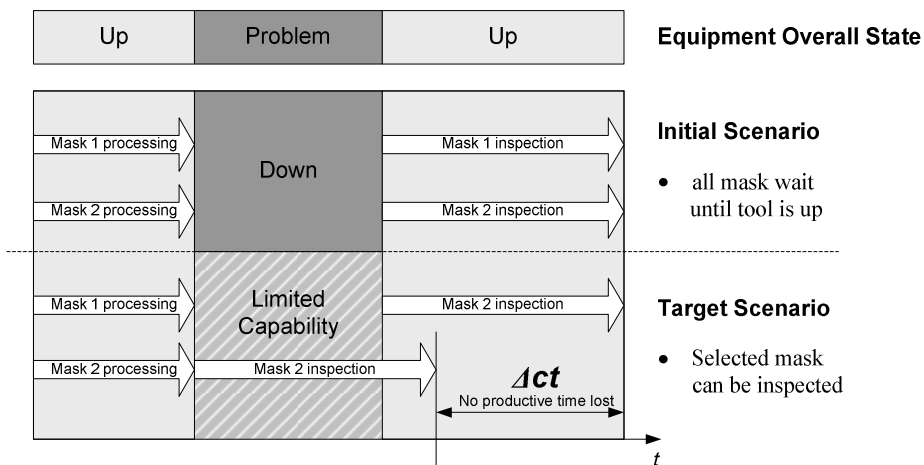 Up
Problem
Up
Equipment Overall State
Mask 1 processing
Mask 1 inspection
Down
Mask 2 processing
Mask 2 inspection
Initial Scenario
• all mask wait
until tool is up
Mask 1 processing
Limited
Capability
Mask 2 inspection
Mask 2 processing
Mask 2 inspection
Δct
No productive time lost
Target Scenario
• Selected mask
can be inspected
t